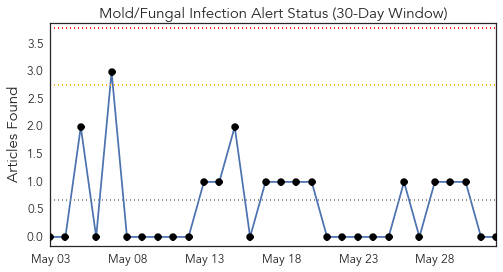 Mold/Fungal Infection Alert Status (30-Day Window)
Articles Found
3.5
3.0
2.5
2.0
1.5
1.0
0.5
0.0
May 03 May 08 May 13 May 18 May 23 May 28